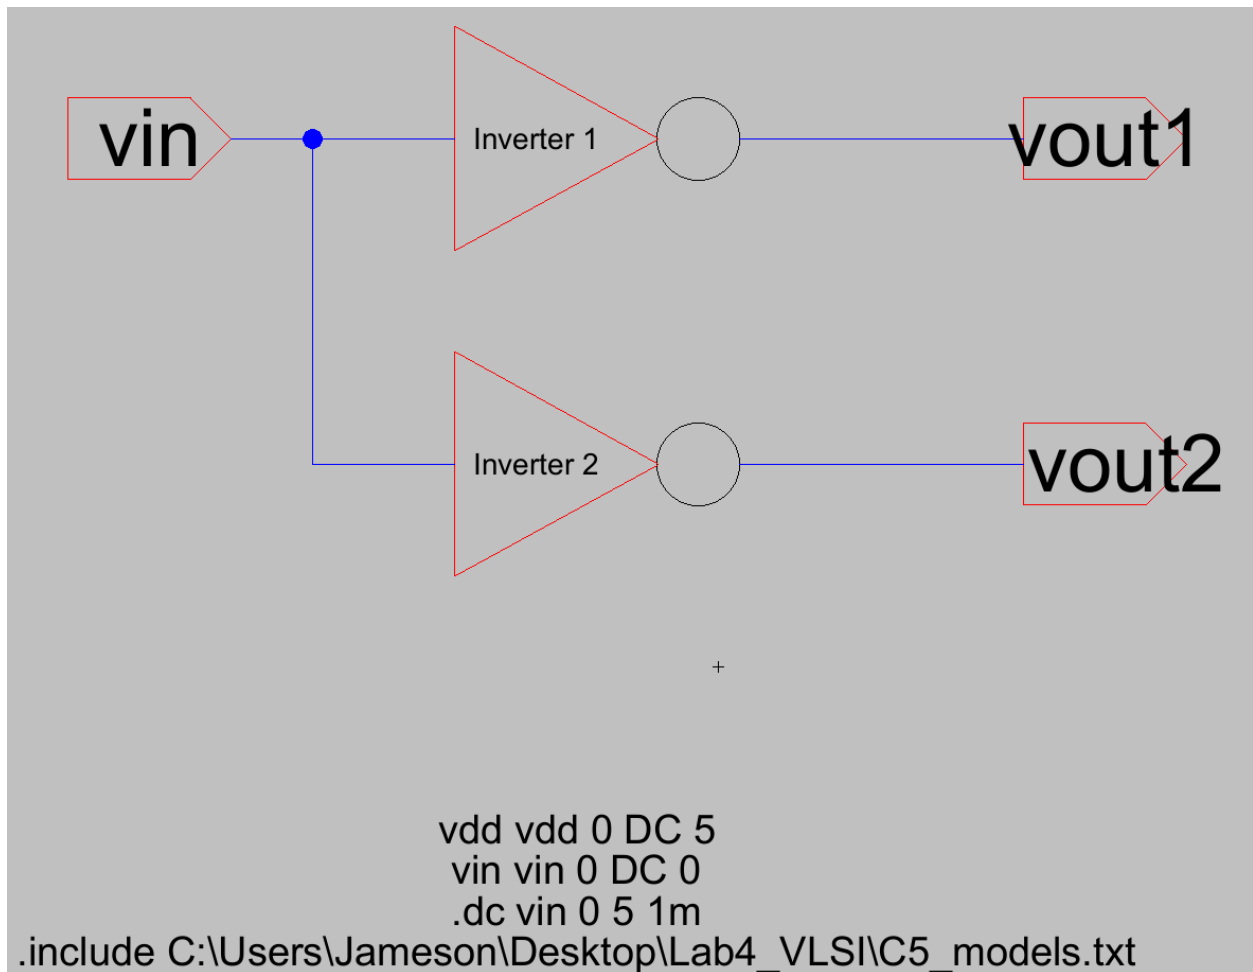 vin
Inverter 1
vout1
Inverter 2
vout2
vdd vdd 0 DC 5
vin vin 0 DC 0
.dc vin 0 5 1m
.include C:\Users\Jameson\Desktop\Lab4_VLSI\C5_models.txt